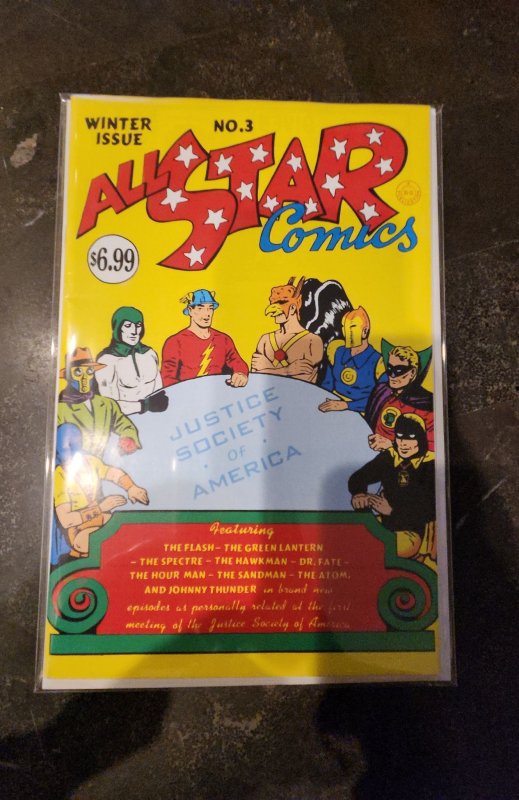 WINTER
ISSUE
NO.3
ALL STAR
Comics
$6.99
JUSTICE
SOCIETY
· OF ·
AMERICA
Featuring
THE FLASH – THE GREEN LANTERN
– THE SPECTRE – THE HAWKMAN – DR. FATE –
THE HOUR MAN – THE SANDMAN – THE ATOM,
AND JOHNNY THUNDER in brand new
episodes as personally related at the first
meeting of the Justice Society of America